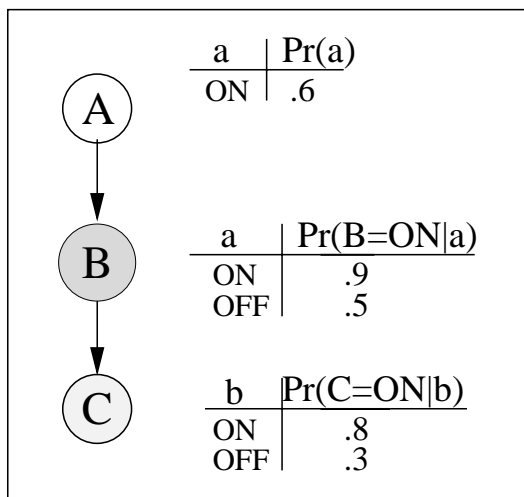 a Pr(a)
A
ON .6
a Pr(B=ON|a)
B
ON .9
OFF .5
b Pr(C=ON|b)
C
ON .8
OFF .3